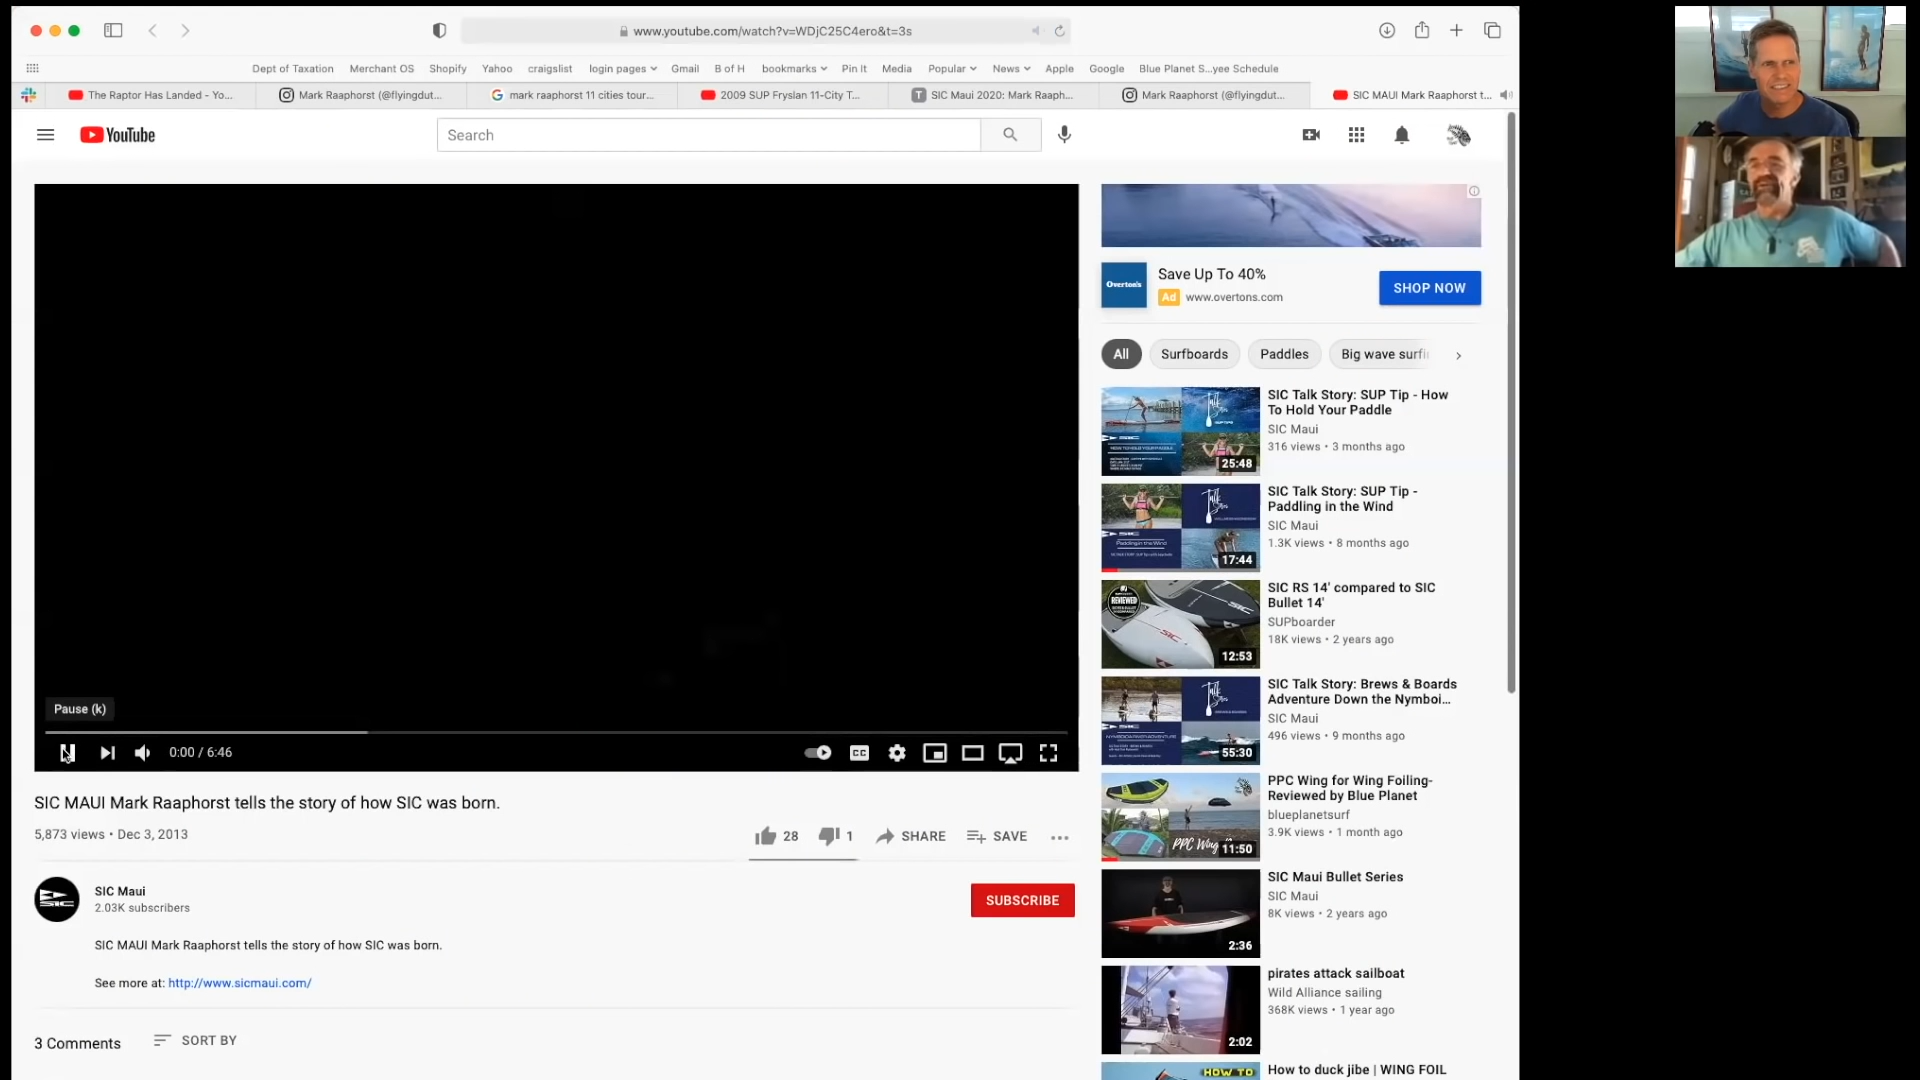 www.youtube.com/watch?v=WDjC25C4ero&t=3s
Dept of Taxation Merchant OS Shopify Yahoo craigslist login pages Gmail B of H bookmarks Pin It Media Popular News Apple Google Blue Planet S...yee Schedule
The Raptor Has Landed - Yo... Mark Raaphorst (@flyingdut... mark raaphorst 11 cities tour... 2009 SUP Fryslan 11-City T... SIC Maui 2020: Mark Raaph... Mark Raaphorst (@flyingdut... SIC MAUI Mark Raaphorst t...
YouTube
Search
Overton's
Save Up To 40%
Ad www.overtons.com
SHOP NOW
All Surfboards Paddles Big wave surfi
SIC Talk Story: SUP Tip - How
To Hold Your Paddle
SIC Maui
316 views • 3 months ago
25:48
SIC Talk Story: SUP Tip -
Paddling in the Wind
SIC Maui
1.3K views • 8 months ago
17:44
SIC RS 14' compared to SIC
Bullet 14'
SUPboarder
18K views • 2 years ago
REVIEWED
12:53
SIC Talk Story: Brews & Boards
Adventure Down the Nymboi...
SIC Maui
496 views • 9 months ago
55:30
PPC Wing for Wing Foiling-
Reviewed by Blue Planet
blueplanetsurf
3.9K views • 1 month ago
PPC Wing
11:50
SIC Maui Bullet Series
SIC Maui
8K views • 2 years ago
2:36
pirates attack sailboat
Wild Alliance sailing
368K views • 1 year ago
2:02
HOW TO
How to duck jibe | WING FOIL
Pause (k)
0:00 / 6:46
CC
SIC MAUI Mark Raaphorst tells the story of how SIC was born.
5,873 views • Dec 3, 2013
28 1 SHARE SAVE
SIC
SIC Maui
2.03K subscribers
SUBSCRIBE
SIC MAUI Mark Raaphorst tells the story of how SIC was born.
See more at: http://www.sicmaui.com/
3 Comments SORT BY